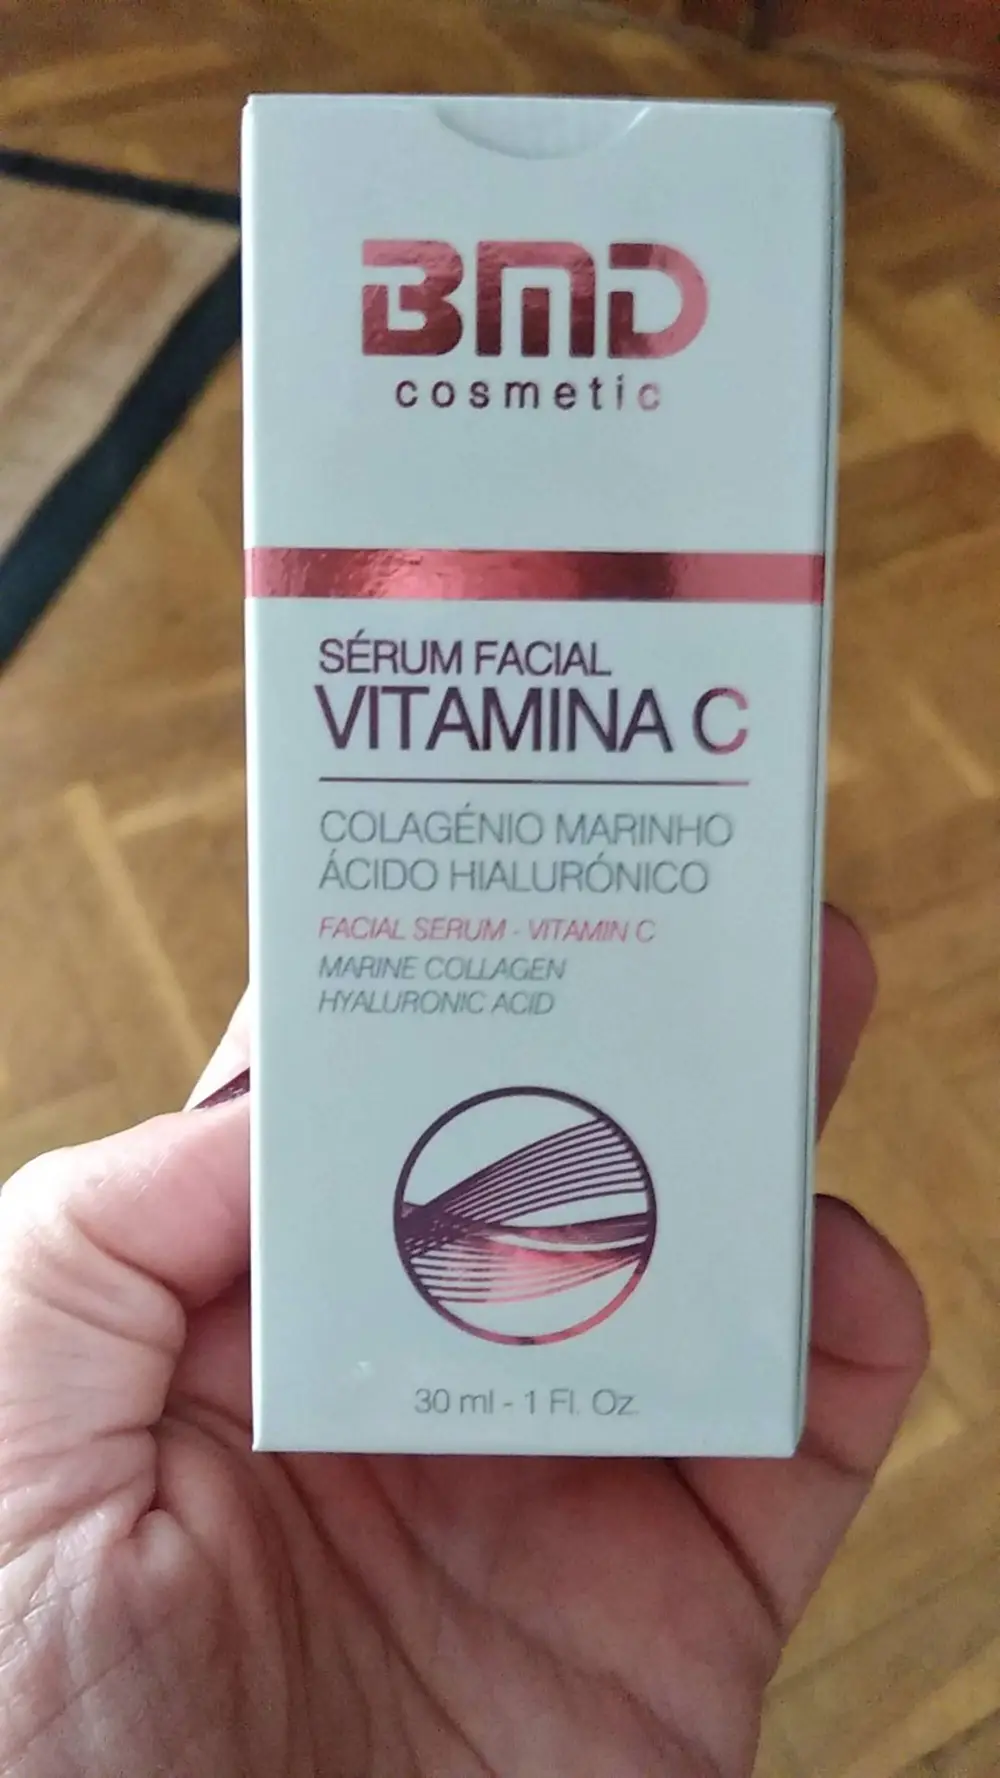 BMD
cosmetic
SÉRUM FACIAL
VITAMINA C
COLAGÉNIO MARINHO
ÁCIDO HIALURÓNICO
FACIAL SERUM - VITAMIN C
MARINE COLLAGEN
HYALURONIC ACID
30 ml - 1 Fl. Oz.